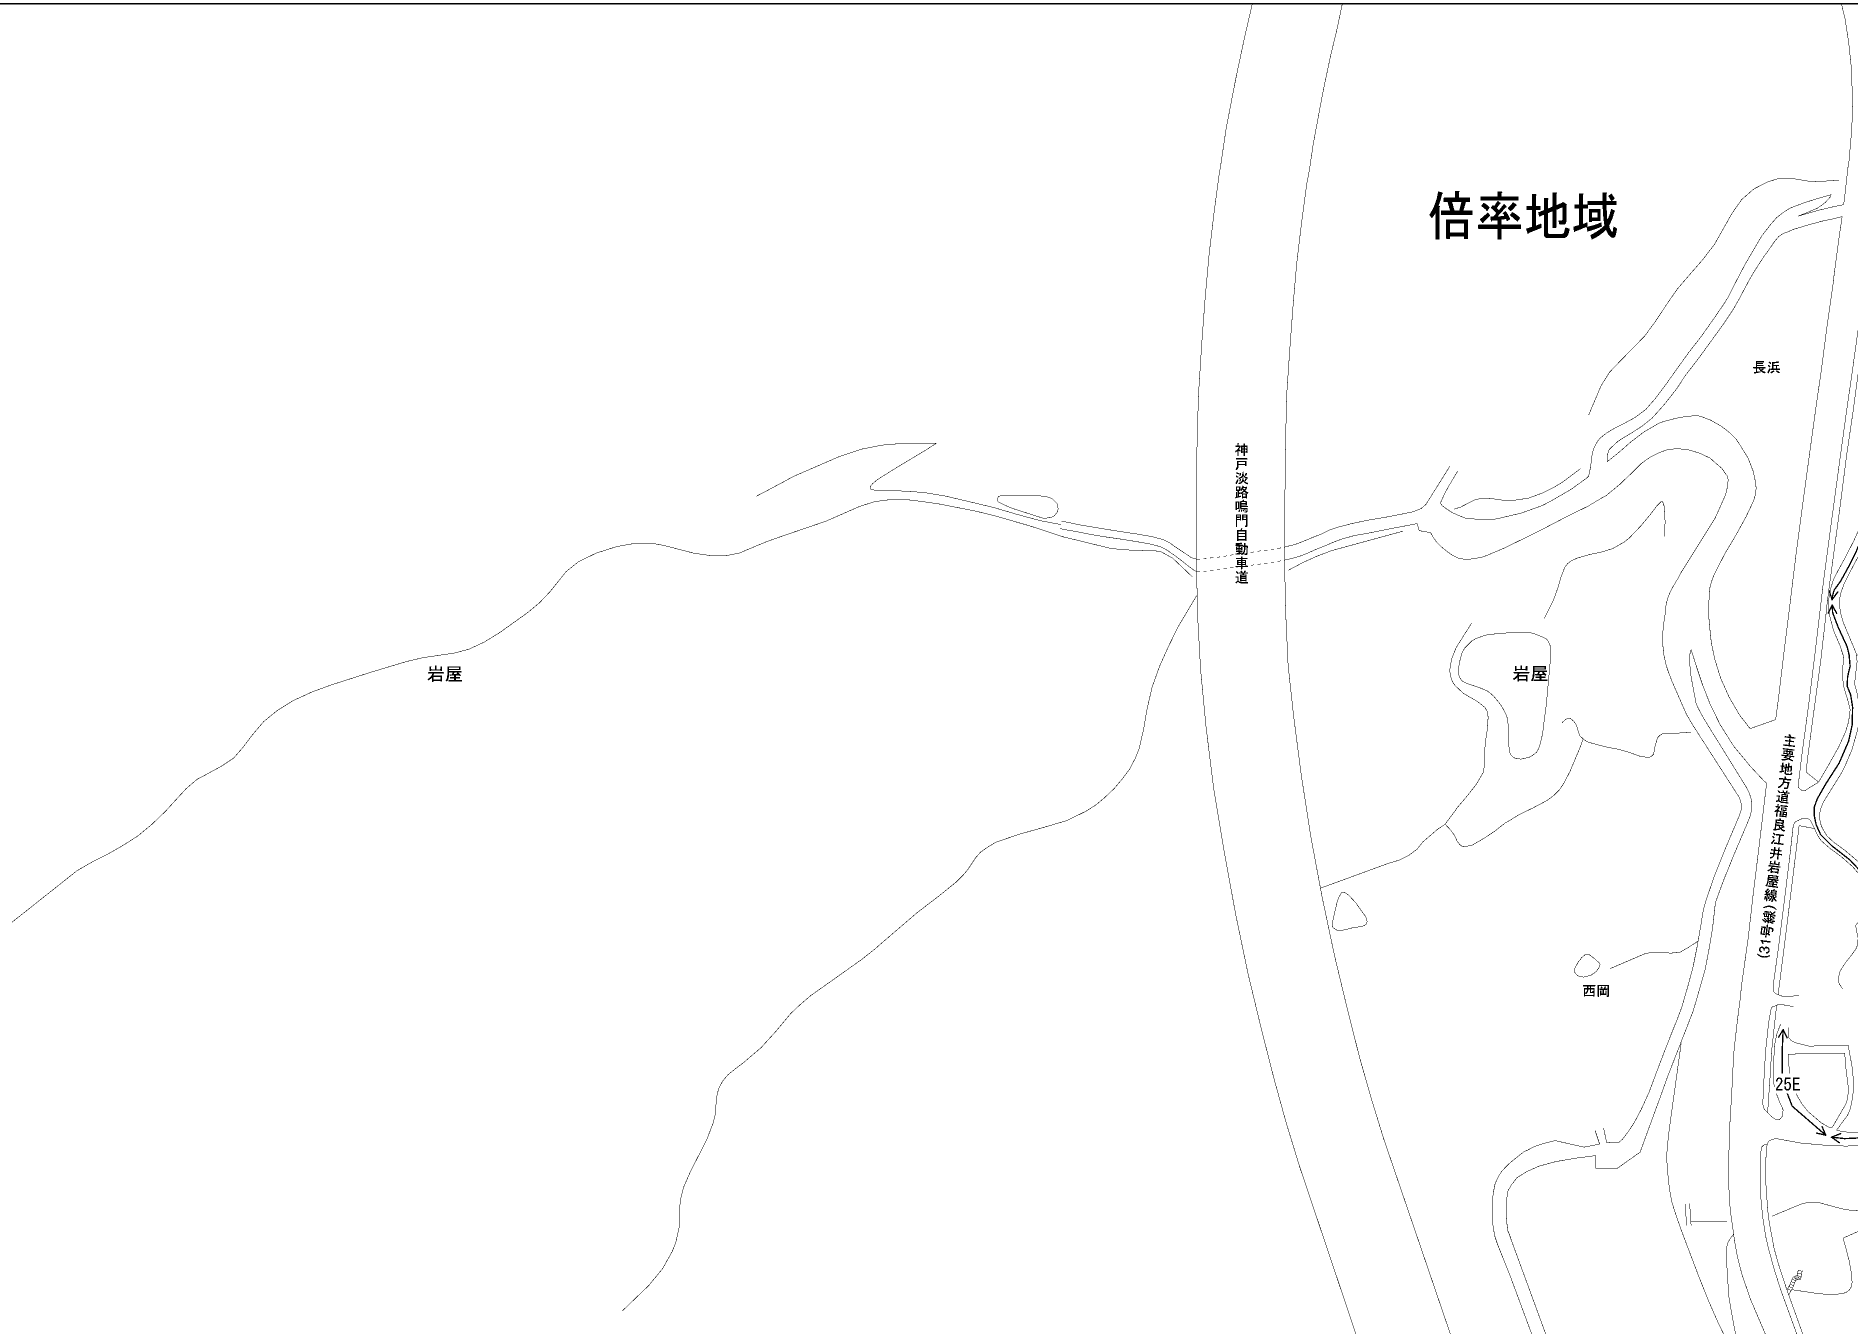 倍率地域
長浜
神戸淡路鳴門自動車道
岩屋
岩屋
主要地方道福良江井岩屋線
(31号線)
西岡
25E